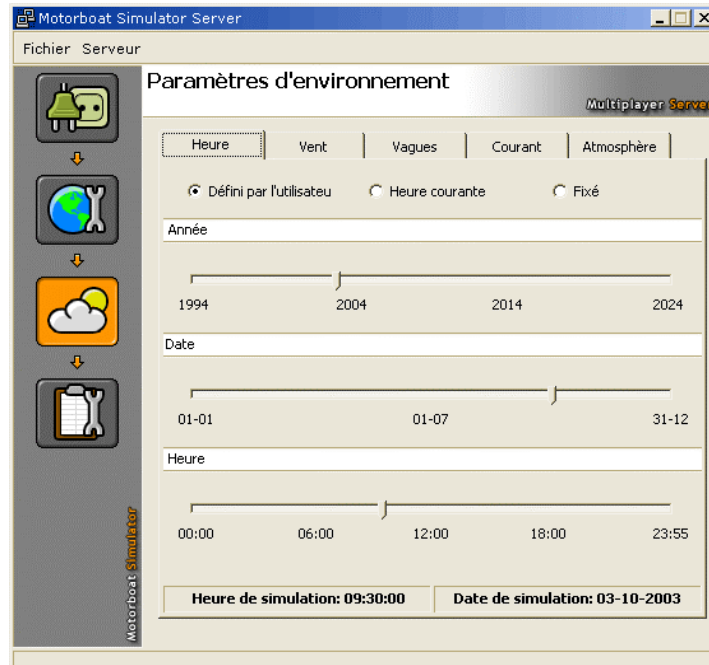 Motorboat Simulator Server
Fichier Serveur
Paramètres d'environnement
Multiplayer Server
Heure Vent Vagues Courant Atmosphère
Défini par l'utilisateu Heure courante Fixé
Année
1994 2004 2014 2024
Date
01-01 01-07 31-12
Heure
00:00 06:00 12:00 18:00 23:55
Heure de simulation: 09:30:00 Date de simulation: 03-10-2003
Motorboat Simulator